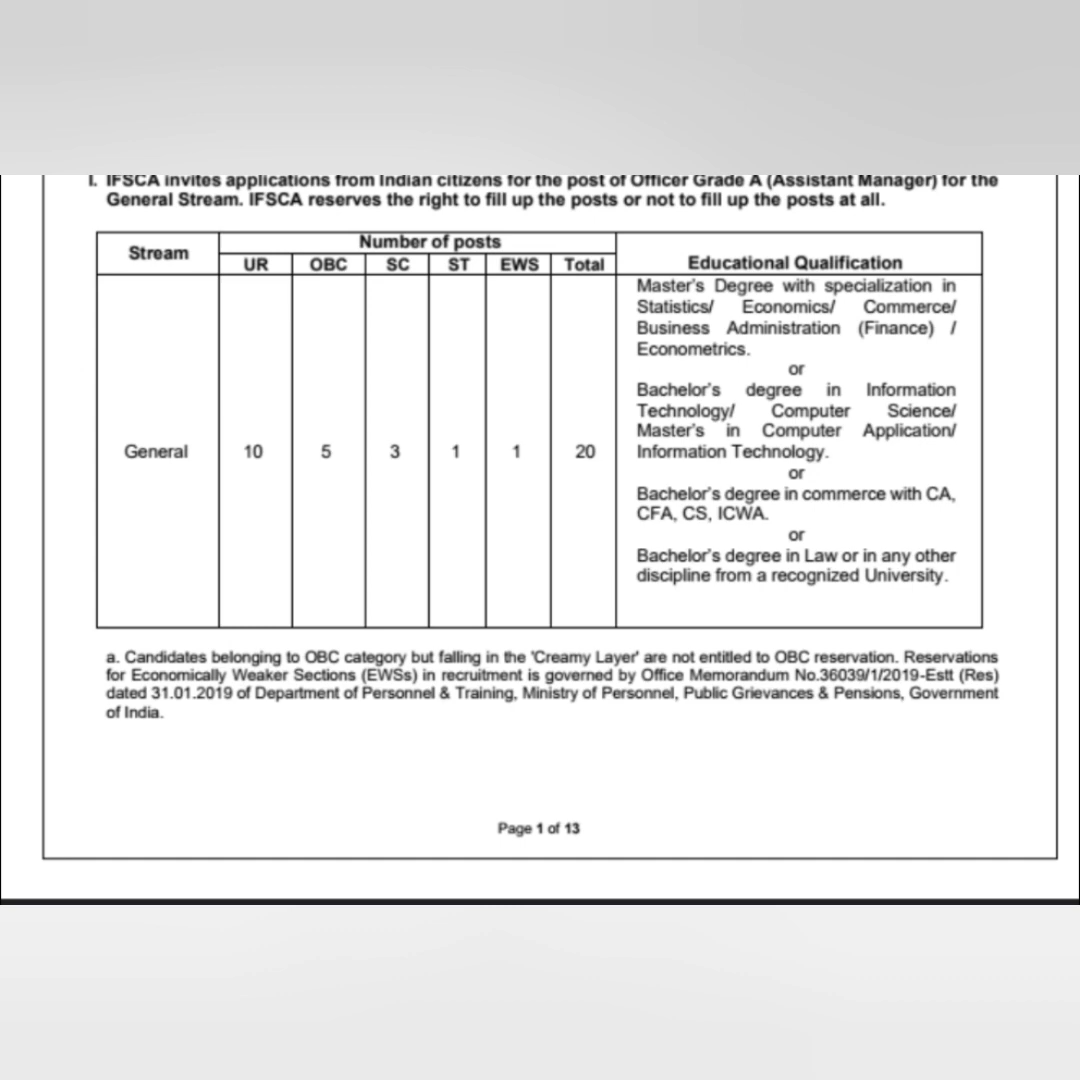 I. IFSCA invites applications from Indian citizens for the post of Officer Grade A (Assistant Manager) for the
General Stream. IFSCA reserves the right to fill up the posts or not to fill up the posts at all.
Stream
Number of posts
Educational Qualification
UR OBC SC ST EWS Total
General 10 5 3 1 1 20
Master's Degree with specialization in
Statistics/ Economics/ Commerce/
Business Administration (Finance) /
Econometrics.
or
Bachelor's degree in Information
Technology/ Computer Science/
Master's in Computer Application/
Information Technology.
or
Bachelor's degree in commerce with CA,
CFA, CS, ICWA.
or
Bachelor's degree in Law or in any other
discipline from a recognized University.
a. Candidates belonging to OBC category but falling in the 'Creamy Layer' are not entitled to OBC reservation. Reservations
for Economically Weaker Sections (EWSs) in recruitment is governed by Office Memorandum No.36039/1/2019-Estt (Res)
dated 31.01.2019 of Department of Personnel & Training, Ministry of Personnel, Public Grievances & Pensions, Government
of India.
Page 1 of 13